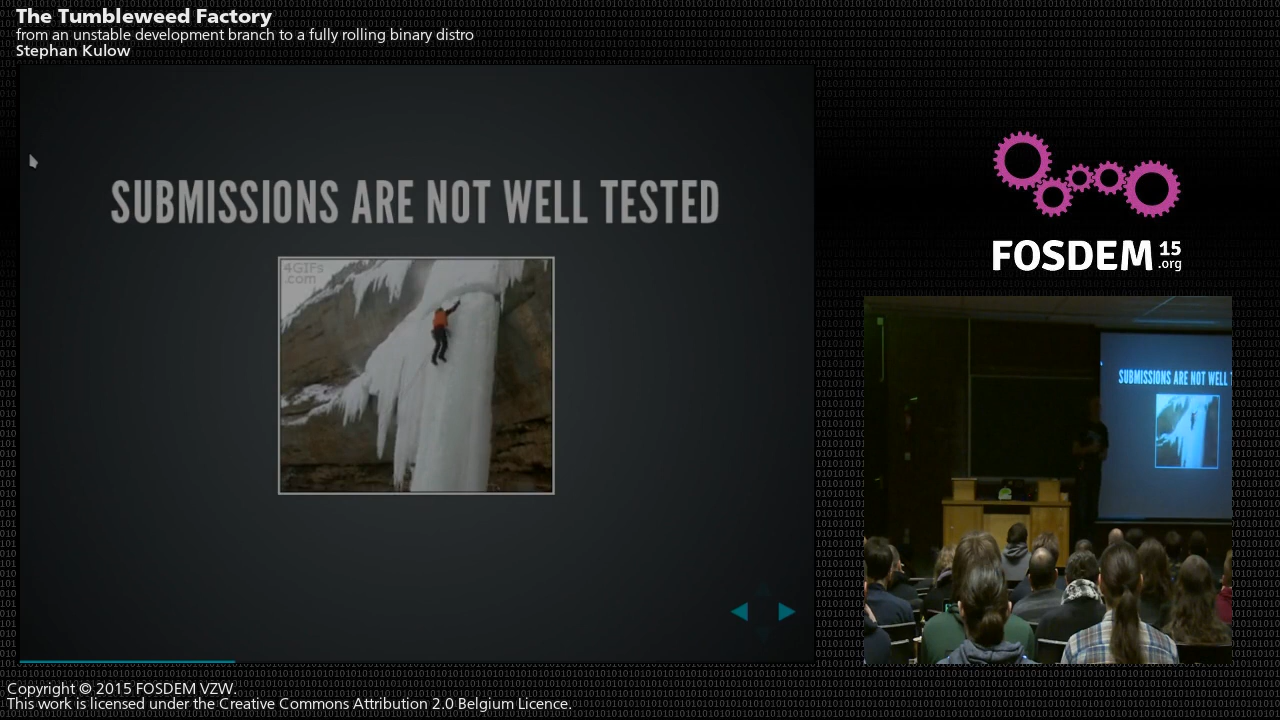 The Tumbleweed Factory
from an unstable development branch to a fully rolling binary distro
Stephan Kulow
SUBMISSIONS ARE NOT WELL TESTED
4GIFs
.com
FOSDEM 15
.org
SUBMISSIONS ARE NOT WELL
Copyright © 2015 FOSDEM VZW.
This work is licensed under the Creative Commons Attribution 2.0 Belgium Licence.